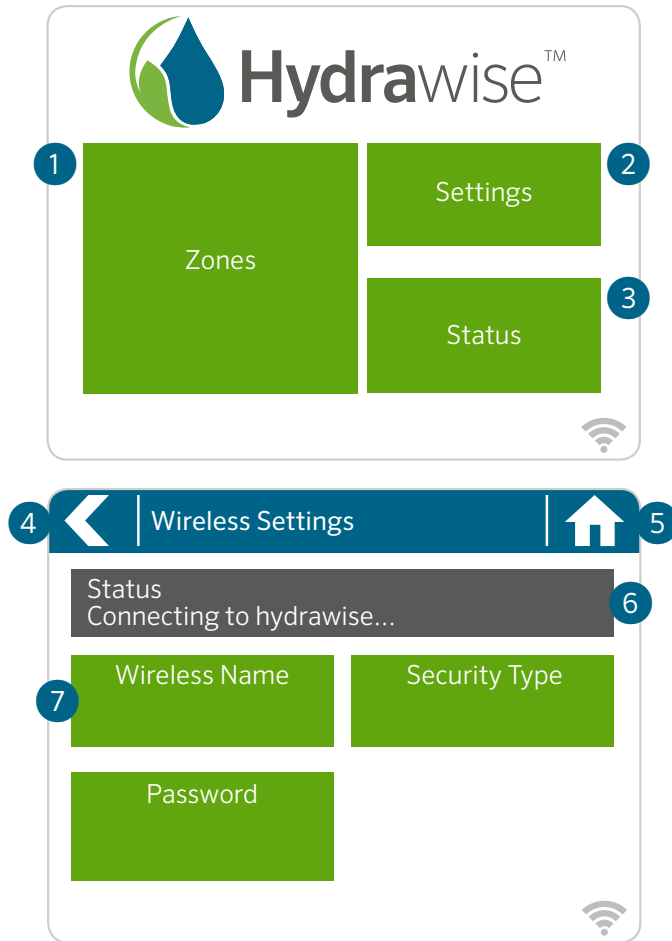 Hydrawise™
1
2
Zones
Settings
3
Status
4
Wireless Settings
5
Status
Connecting to hydrawise...
6
7
Wireless Name
Security Type
Password